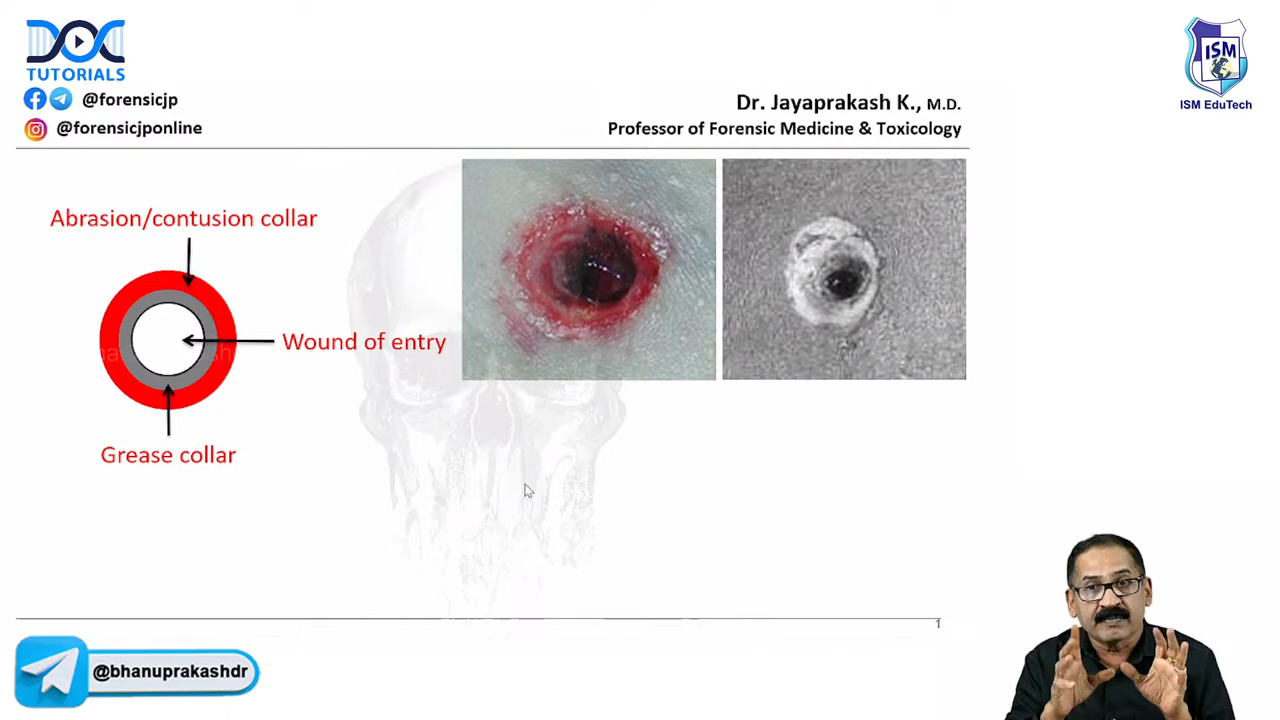 TUTORIALS
@forensicjp
@forensicjponline
ISM
ISM EduTech
Dr. Jayaprakash K., M.D.
Professor of Forensic Medicine & Toxicology
Abrasion/contusion collar
Wound of entry
Grease collar
1
@bhanuprakashdr